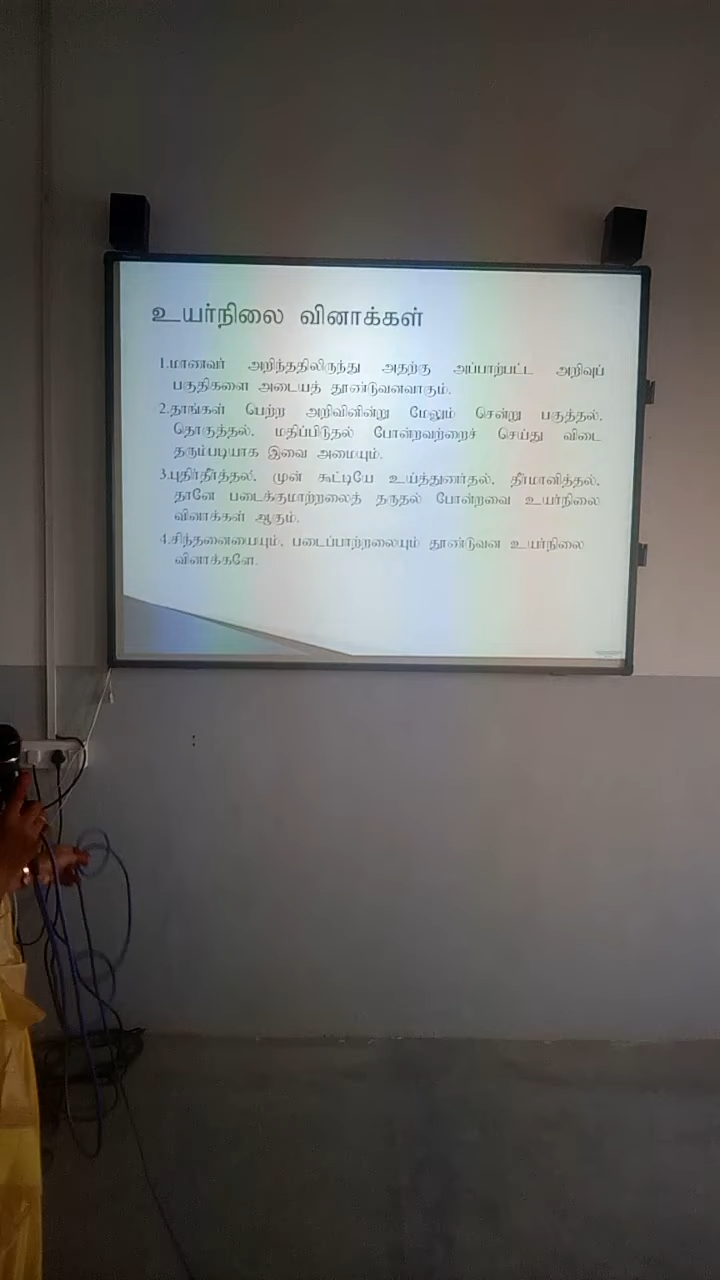 உயர்நிலை வினாக்கள்
1.மாணவர் அறிந்ததிலிருந்து அதற்கு அப்பாற்பட்ட அறிவுப்
பகுதிகளை அடையத் தூண்டுவனவாகும்.
2.தாங்கள் பெற்ற அறிவினின்று மேலும் சென்று பகுத்தல்,
தொகுத்தல், மதிப்பிடுதல் போன்றவற்றைச் செய்து விடை
தரும்படியாக இவை அமையும்.
3.புதிர்தீர்த்தல், முன் கூட்டியே உய்த்துணர்தல், தீர்மானித்தல்,
தானே படைக்குமாற்றலைத் தருதல் போன்றவை உயர்நிலை
வினாக்கள் ஆகும்.
4.சிந்தனையையும், படைப்பாற்றலையும் தூண்டுவன உயர்நிலை
வினாக்களே.